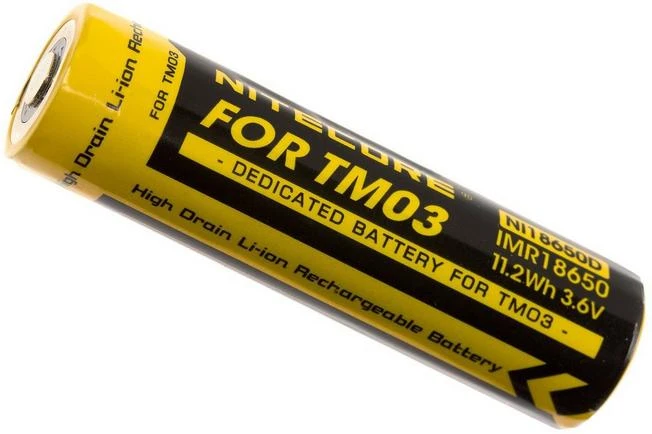 High Drain Li-ion Rech
FOR TM03
NITECORE
FOR TM03
- DEDICATED BATTERY FOR TM03 -
High Drain Li-ion Rechargeable Battery
NI18650D
IMR18650
11.2Wh 3.6V